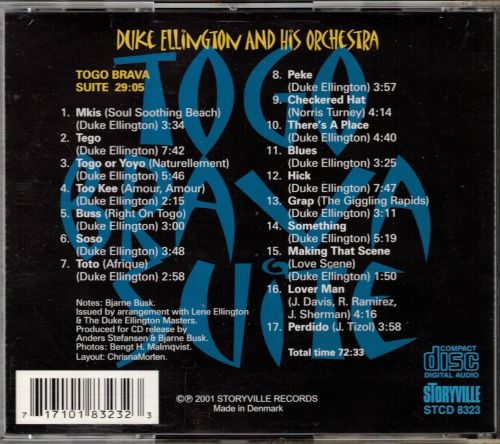 DUKE ELLINGTON AND HIS ORCHESTRA
TOGO BRAVA SUITE
TOGO BRAVA
SUITE 29:05
1. Mkis (Soul Soothing Beach)
(Duke Ellington) 3:34
2. Tego
(Duke Ellington) 7:42
3. Togo or Yoyo (Naturellement)
(Duke Ellington) 5:46
4. Too Kee (Amour, Amour)
(Duke Ellington) 2:15
5. Buss (Right On Togo)
(Duke Ellington) 3:00
6. Soso
(Duke Ellington) 3:48
7. Toto (Afrique)
(Duke Ellington) 2:58
8. Peke
(Duke Ellington) 3:57
9. Checkered Hat
(Norris Turney) 4:14
10. There's A Place
(Duke Ellington) 4:40
11. Blues
(Duke Ellington) 3:25
12. Hick
(Duke Ellington) 7:47
13. Grap (The Giggling Rapids)
(Duke Ellington) 3:11
14. Something
(Duke Ellington) 5:19
15. Making That Scene
(Love Scene)
(Duke Ellington) 1:50
16. Lover Man
(J. Davis, R. Ramirez,
J. Sherman) 4:10
17. Perdido (J. Tizol) 3:58
Total time 72:33
Notes: Bjarne Busk.
Issued by arrangement with Lene Ellington
& The Duke Ellington Masters.
Produced for CD release by
Anders Stefansen & Bjarne Busk.
Photos: Bengt H. Malmqvist.
Layout: ChrisnaMorten.
7 17101 83232 3
©℗ 2001 STORYVILLE RECORDS
Made in Denmark
COMPACT
disc
DIGITAL AUDIO
STORYVILLE
STCD 8323